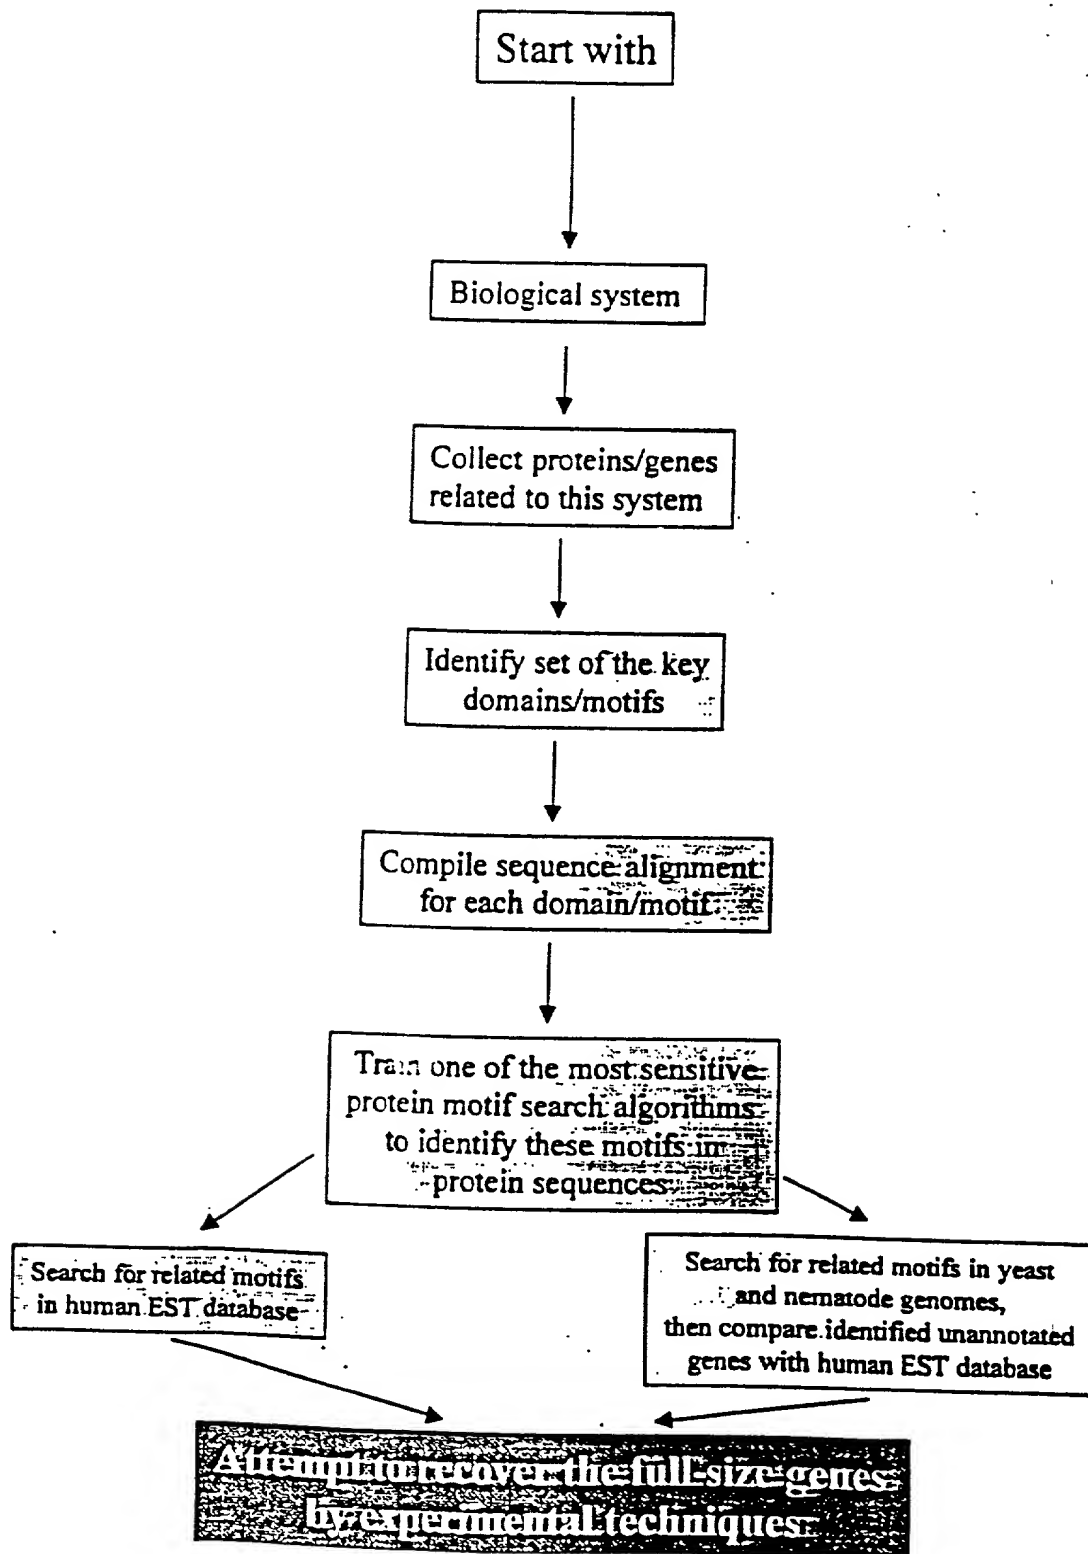 Start with
Biological system
Collect proteins/genes
related to this system
Identify set of the key
domains/motifs
Compile sequence alignment
for each domain/motif
Train one of the most sensitive
protein motif search algorithms
to identify these motifs in
protein sequences
Search for related motifs
in human EST database
Search for related motifs in yeast
and nematode genomes,
then compare identified unannotated
genes with human EST database
Attempt to recover the full-size genes
by experimental techniques